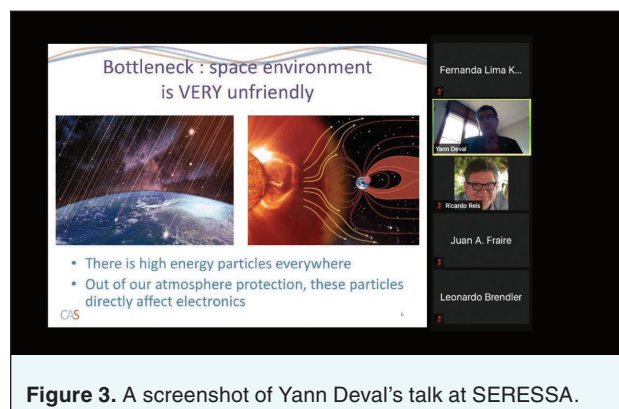 Bottleneck : space environment
is VERY unfriendly
• There is high energy particles everywhere
• Out of our atmosphere protection, these particles
directly affect electronics
CAS
6
Fernanda Lima K...
Yann Deval
Ricardo Reis
Juan A. Fraire
Leonardo Brendler
Figure 3. A screenshot of Yann Deval's talk at SERESSA.